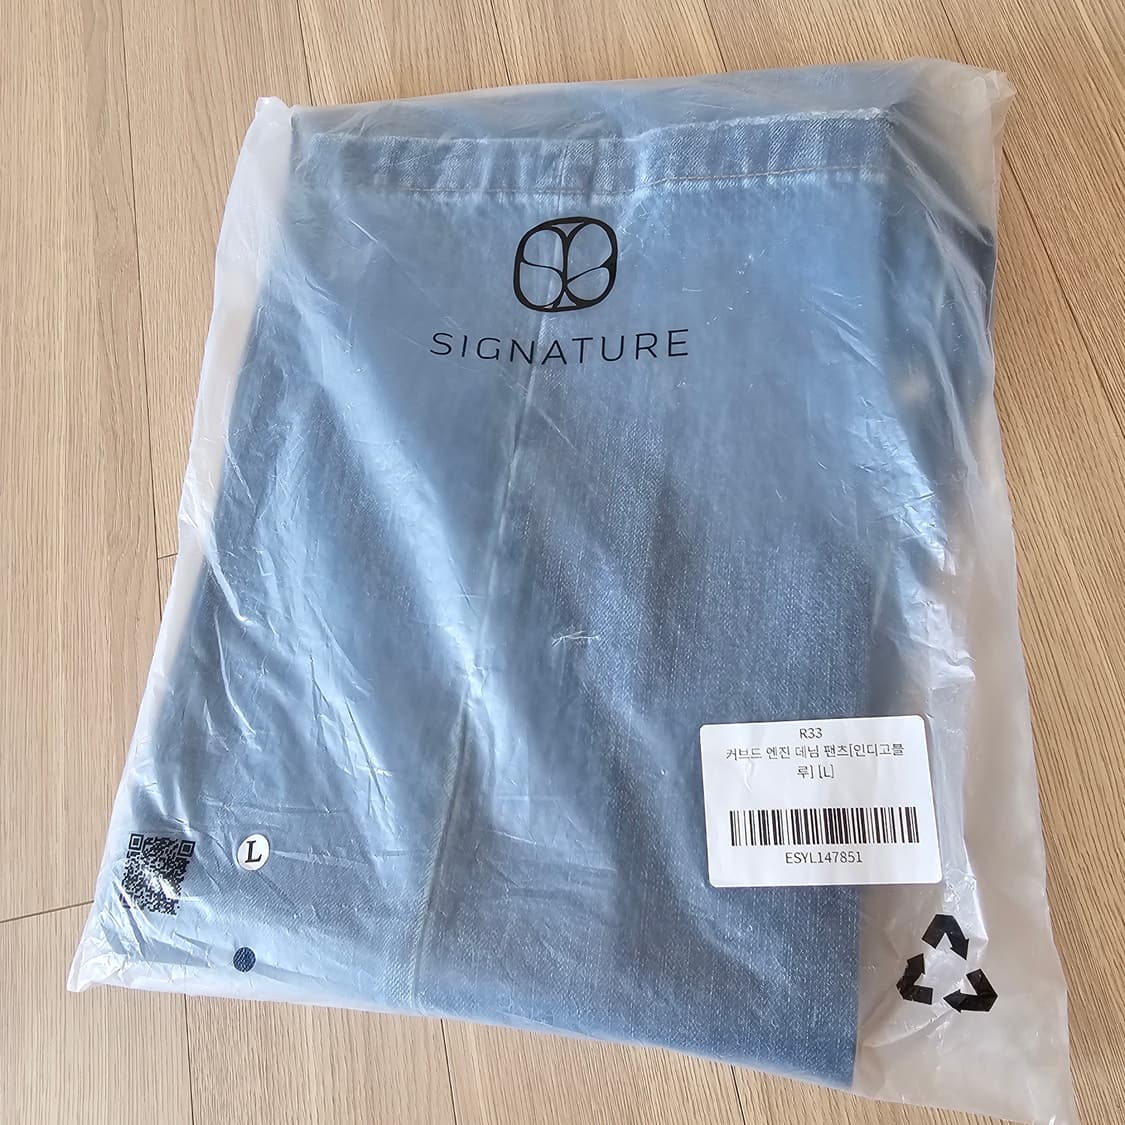 SIGNATURE
R33
커브드 엔진 데님 팬츠[인디고블
루] [L]
ESYL147851
L